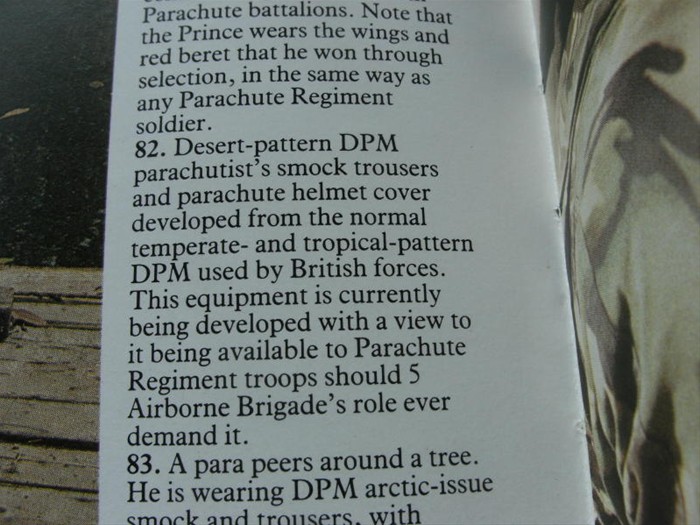 Parachute battalions. Note that
the Prince wears the wings and
red beret that he won through
selection, in the same way as
any Parachute Regiment
soldier.
82. Desert-pattern DPM
parachutist's smock trousers
and parachute helmet cover
developed from the normal
temperate- and tropical-pattern
DPM used by British forces.
This equipment is currently
being developed with a view to
it being available to Parachute
Regiment troops should 5
Airborne Brigade's role ever
demand it.
83. A para peers around a tree.
He is wearing DPM arctic-issue
smock and trousers, with